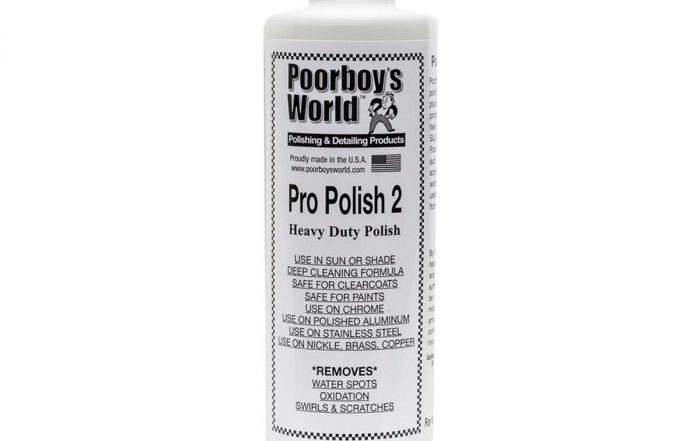 Poorboy's
World™
Polishing & Detailing Products
Proudly made in the U.S.A.
www.poorboysworld.com
Pro Polish 2
Heavy Duty Polish
USE IN SUN OR SHADE
DEEP CLEANING FORMULA
SAFE FOR CLEARCOATS
SAFE FOR PAINTS
USE ON CHROME
USE ON POLISHED ALUMINUM
USE ON STAINLESS STEEL
USE ON NICKLE, BRASS, COPPER
*REMOVES*
WATER SPOTS
OXIDATION
SWIRLS & SCRATCHES